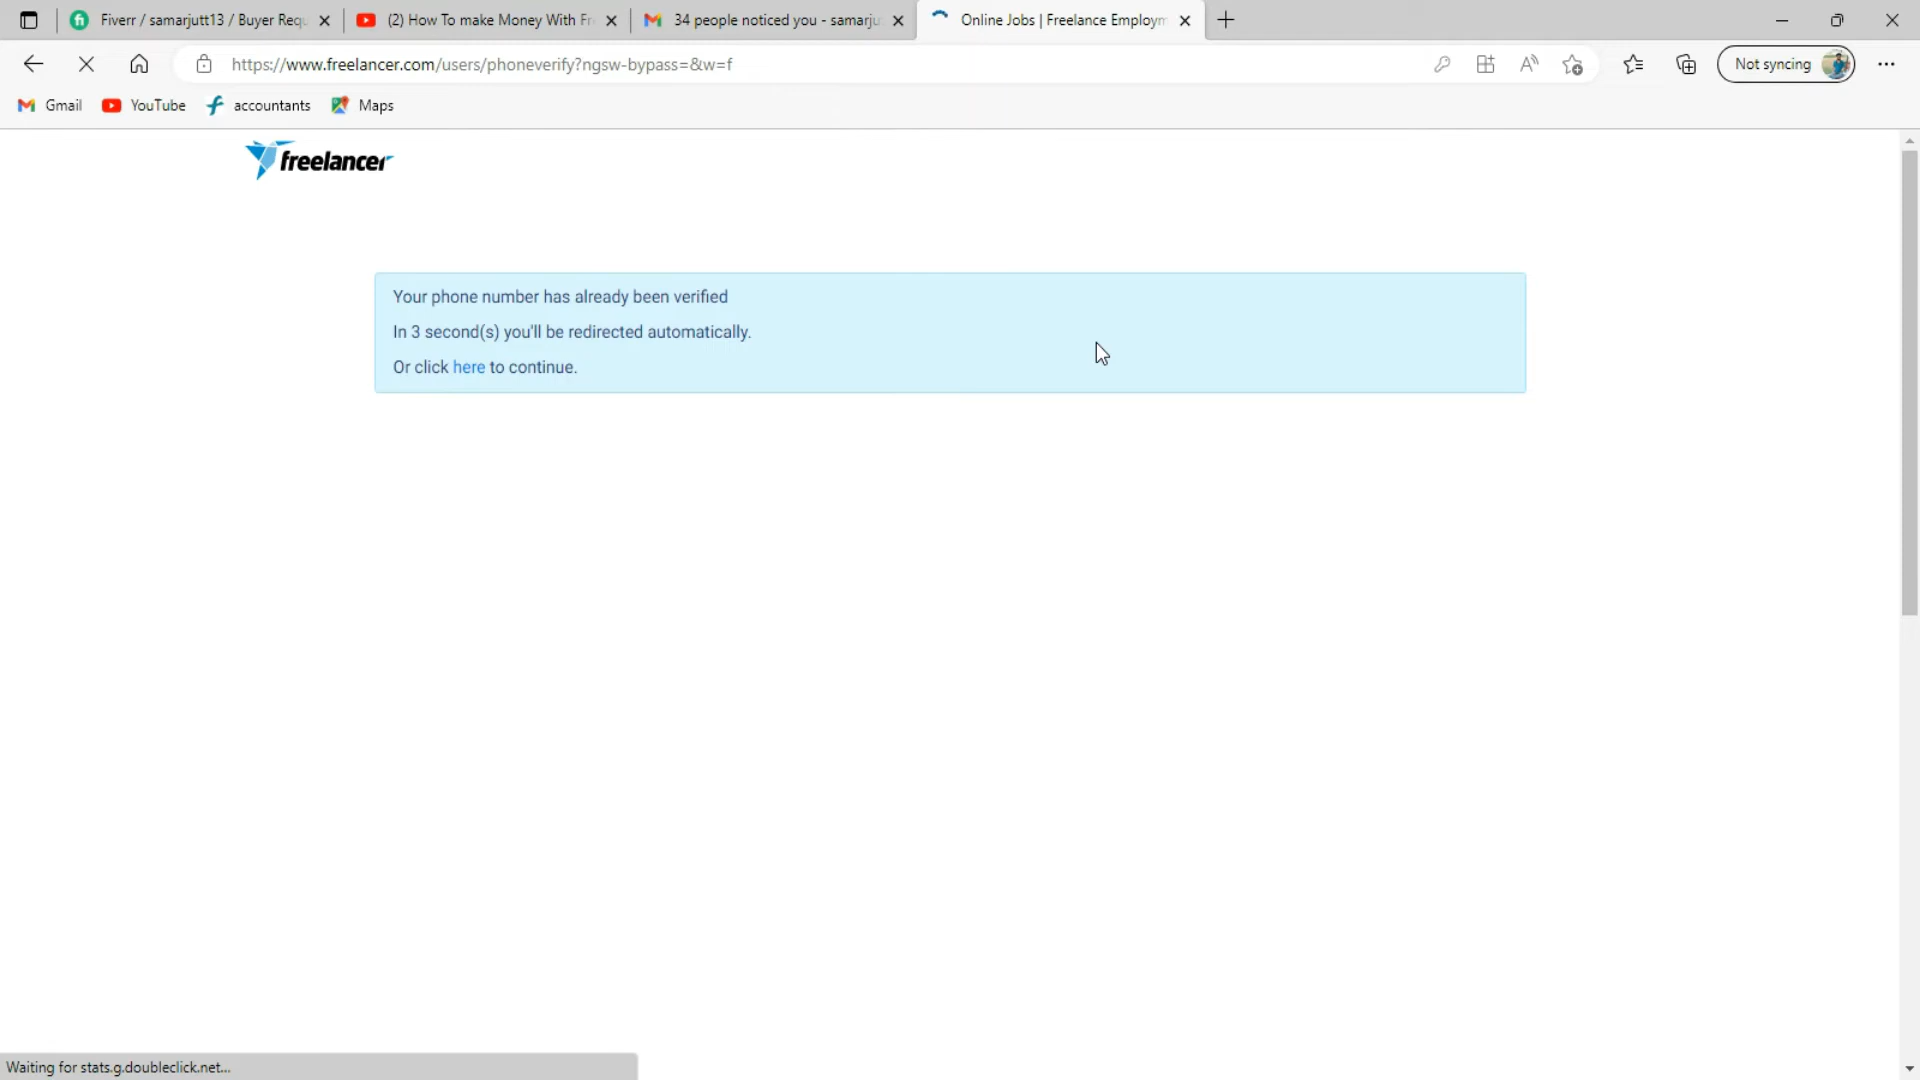 Fiverr / samarjutt13 / Buyer Requ
(2) How To make Money With Fr
34 people noticed you - samarju
Online Jobs | Freelance Employm
https://www.freelancer.com/users/phoneverify?ngsw-bypass=&w=f
Not syncing
Gmail
YouTube
accountants
Maps
freelancer
Your phone number has already been verified
In 3 second(s) you'll be redirected automatically.
Or click here to continue.
Waiting for stats.g.doubleclick.net...